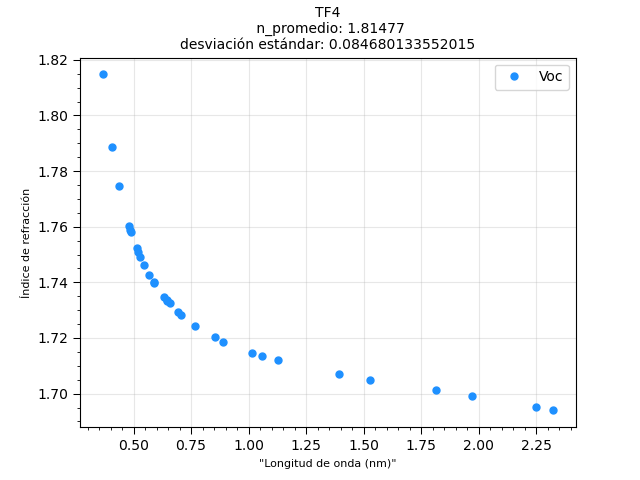 TF4
n_promedio: 1.81477
desviación estándar: 0.084680133552015
Voc
1.82
1.80
1.78
1.76
1.74
1.72
1.70
Índice de refracción
0.50 0.75 1.00 1.25 1.50 1.75 2.00 2.25
"Longitud de onda (nm)"